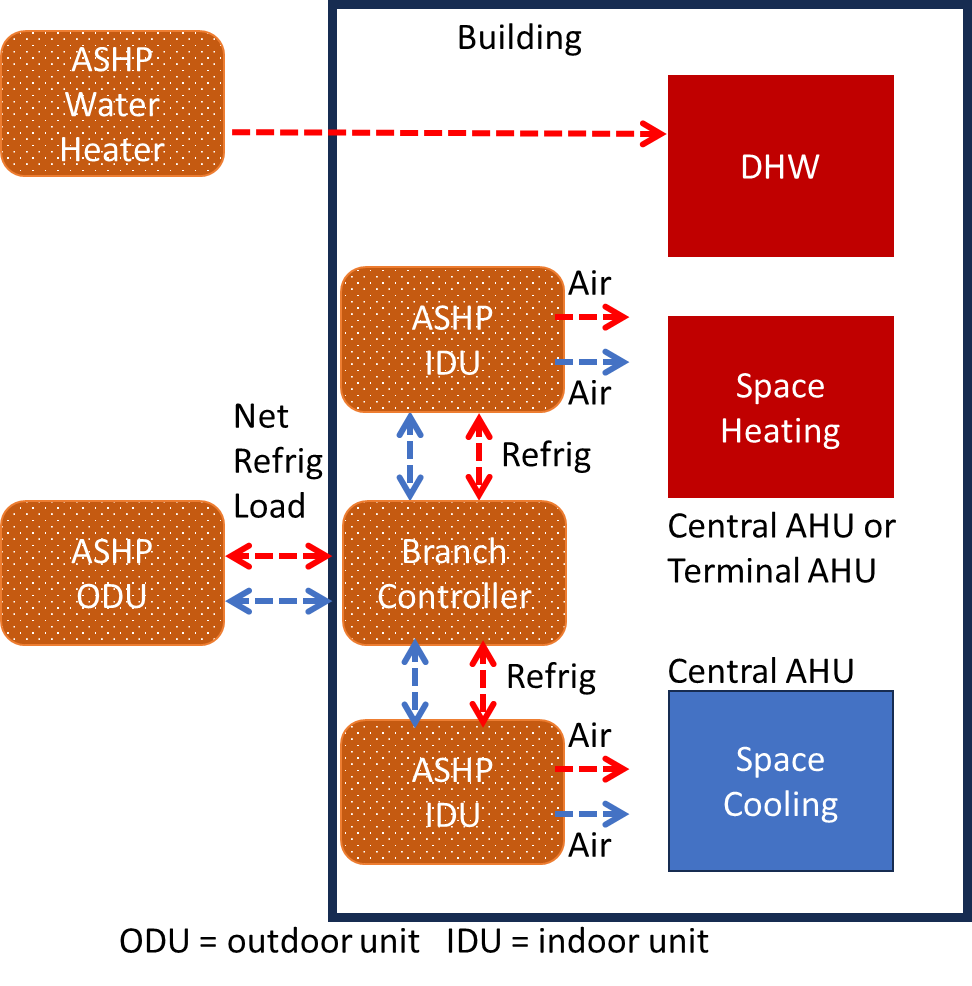 Building
ASHP
Water
Heater
DHW
Air
ASHP
IDU
Air
Space
Heating
Net
Refrig
Load
Refrig
Central AHU or
Terminal AHU
ASHP
ODU
Branch
Controller
Refrig
Central AHU
Air
ASHP
IDU
Air
Space
Cooling
ODU = outdoor unit IDU = indoor unit